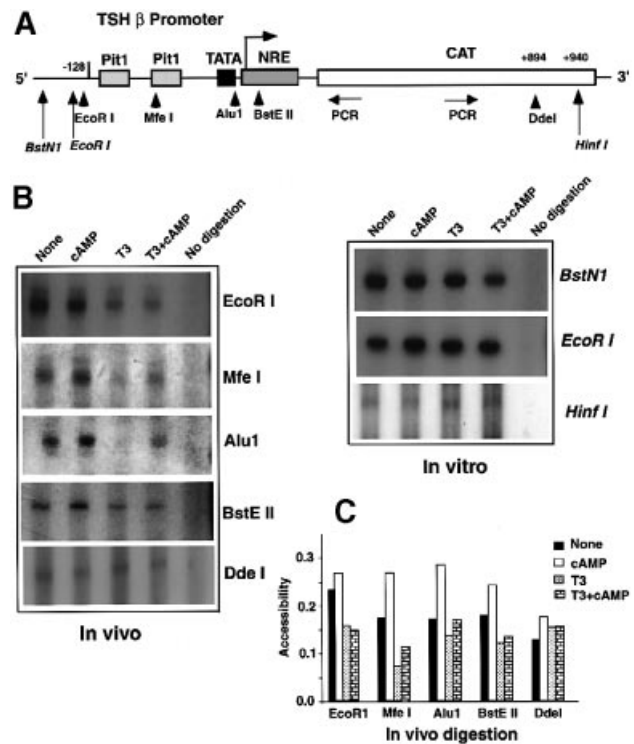 A
TSH β Promoter
-128
Pit1
Pit1
TATA
NRE
CAT
+894
+940
5'
3'
EcoR I
Mfe I
Alu1
BstE II
PCR
PCR
DdeI
BstN1
EcoR I
Hinf I
B
None
cAMP
T3
T3+cAMP
No digestion
EcoR I
Mfe I
Alu1
BstE II
Dde I
In vivo
None
cAMP
T3
T3+cAMP
No digestion
BstN1
EcoR I
Hinf I
In vitro
C
None
cAMP
T3
T3+cAMP
Accessibility
0.3
0.2
0.1
0.0
EcoR1
Mfe I
Alu1
BstE II
DdeI
In vivo digestion